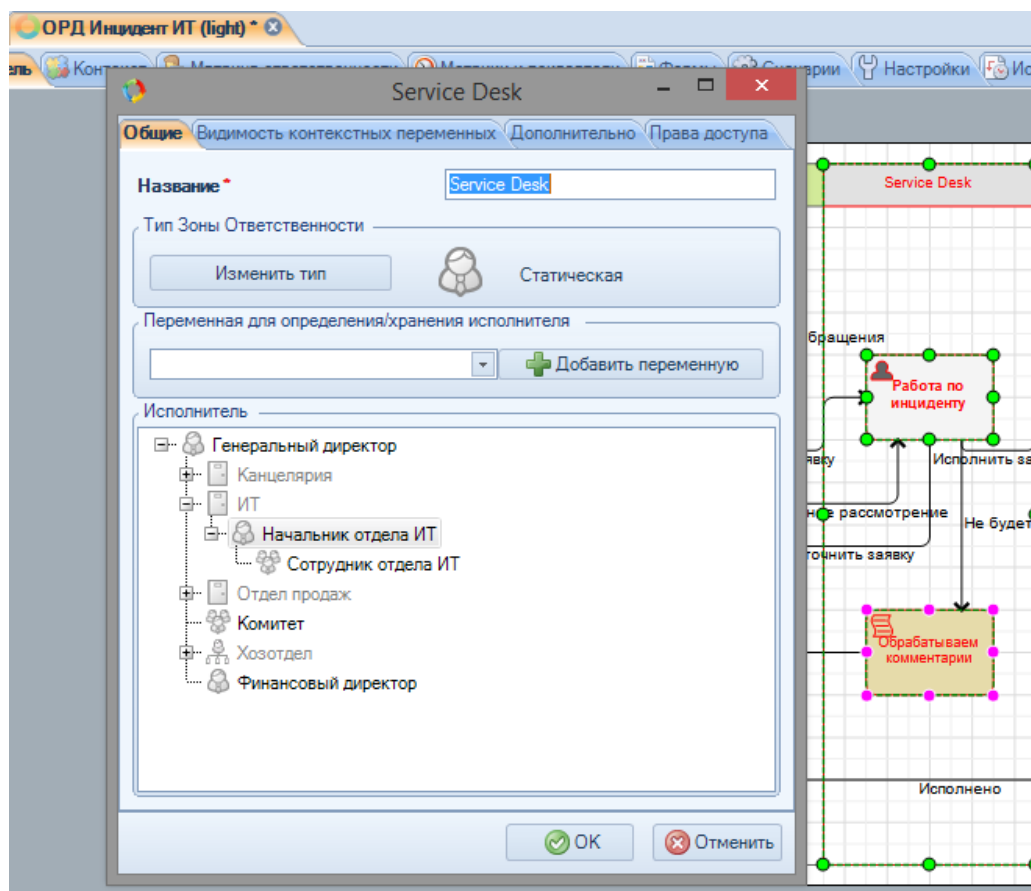 ОРД Инцидент ИТ (light) *
Настройки
Service Desk
Общие Видимость контекстных переменных Дополнительно Права доступа
Название *
Service Desk
Тип Зоны Ответственности
Изменить тип
Статическая
Переменная для определения/хранения исполнителя
Добавить переменную
Исполнитель
Генеральный директор
Канцелярия
ИТ
Начальник отдела ИТ
Сотрудник отдела ИТ
Отдел продаж
Комитет
Хозотдел
Финансовый директор
OK
Отменить
Service Desk
бращения
Работа по
инциденту
явку
Исполнить за
рассмотрение
Не будет
точнить заявку
Обрабатываем
комментарии
Исполнено